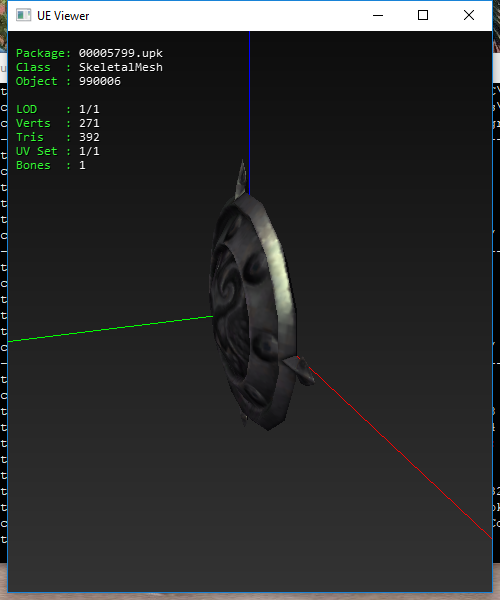 UE Viewer
Package: 00005799.upk
Class : SkeletalMesh
Object : 990006
LOD : 1/1
Verts : 271
Tris : 392
UV Set : 1/1
Bones : 1